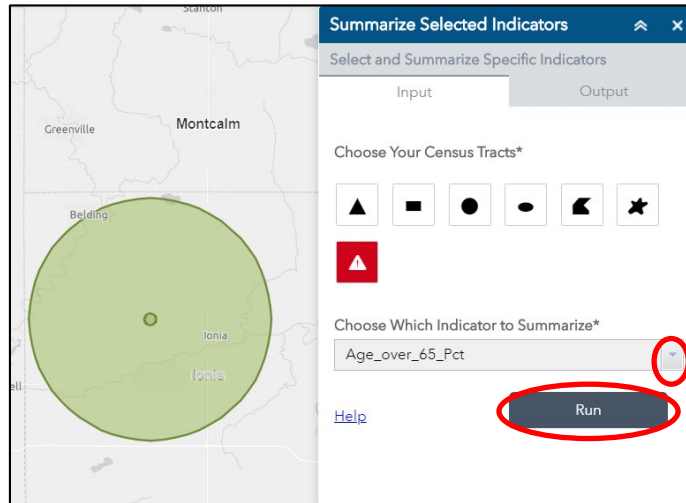 Stanton
Montcalm
Greenville
Belding
Ionia
Ionia
ell
Summarize Selected Indicators
Select and Summarize Specific Indicators
Input
Output
Choose Your Census Tracts*
Choose Which Indicator to Summarize*
Age_over_65_Pct
Help
Run